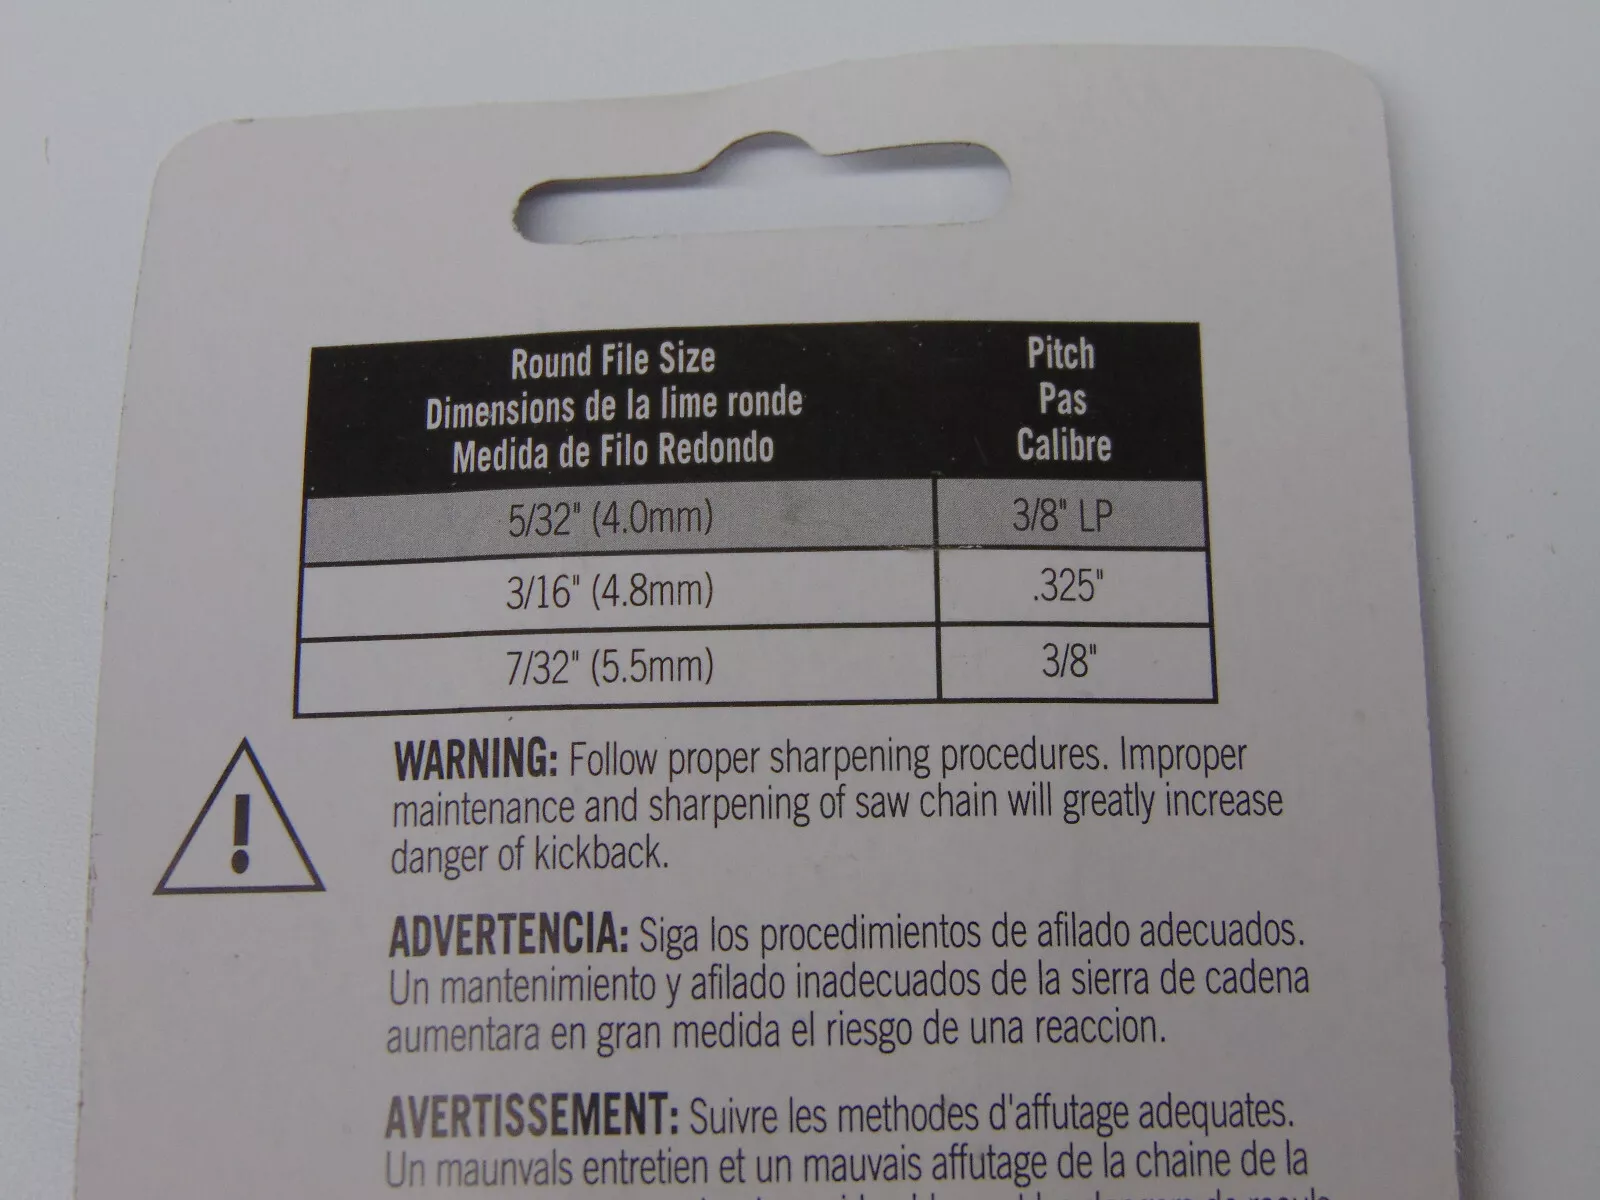 Round File Size
Dimensions de la lime ronde
Medida de Filo Redondo
Pitch
Pas
Calibre
5/32" (4.0mm) 3/8" LP
3/16" (4.8mm) .325"
7/32" (5.5mm) 3/8"
WARNING: Follow proper sharpening procedures. Improper
maintenance and sharpening of saw chain will greatly increase
danger of kickback.
ADVERTENCIA: Siga los procedimientos de afilado adecuados.
Un mantenimiento y afilado inadecuados de la sierra de cadena
aumentara en gran medida el riesgo de una reaccion.
AVERTISSEMENT: Suivre les methodes d'affutage adequates.
Un maunvals entretien et un mauvais affutage de la chaine de la